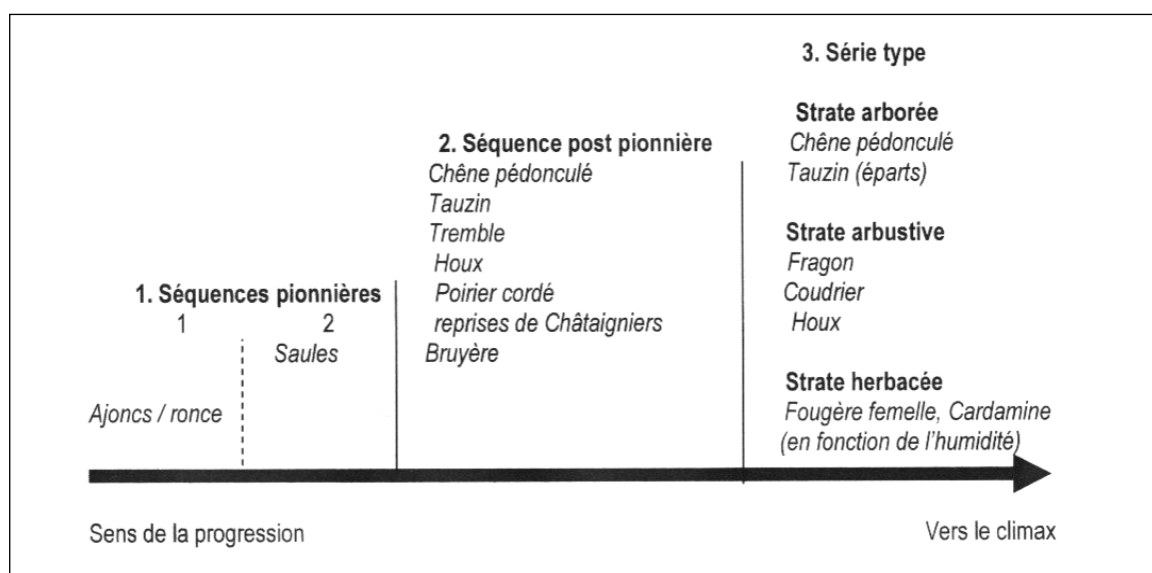 1. Séquences pionnières
1 2
Saules
Ajoncs / ronce
2. Séquence post pionnière
Chêne pédonculé
Tauzin
Tremble
Houx
Poirier cordé
reprises de Châtaigniers
Bruyère
3. Série type
Strate arborée
Chêne pédonculé
Tauzin (éparts)
Strate arbustive
Fragon
Coudrier
Houx
Strate herbacée
Fougère femelle, Cardamine
(en fonction de l'humidité)
Sens de la progression
Vers le climax